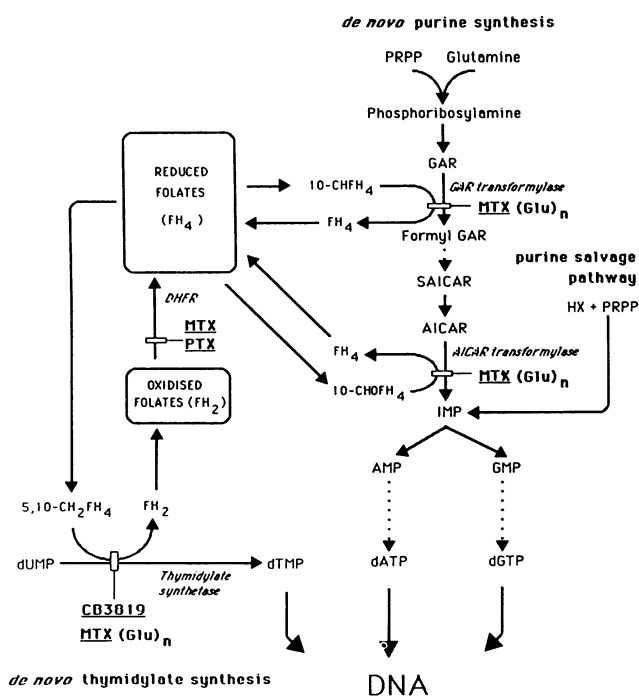 de novo purine synthesis
PRPP Glutamine
Phosphoribosylamine
GAR
REDUCED
FOLATES
(FH4)
10-CHFH4
GAR transformylase
MTX (Glu)n
FH4
Formyl GAR
purine salvage
pathway
SAICAR
HX + PRPP
DHFR
MTX
PTX
AICAR
FH4
AICAR transformylase
MTX (Glu)n
OXIDISED
FOLATES (FH2)
10-CHOFH4
IMP
AMP
GMP
5,10-CH2FH4
FH2
dUMP
dTMP
dATP
dGTP
Thymidylate
synthetase
CB3819
MTX (Glu)n
de novo thymidylate synthesis
DNA